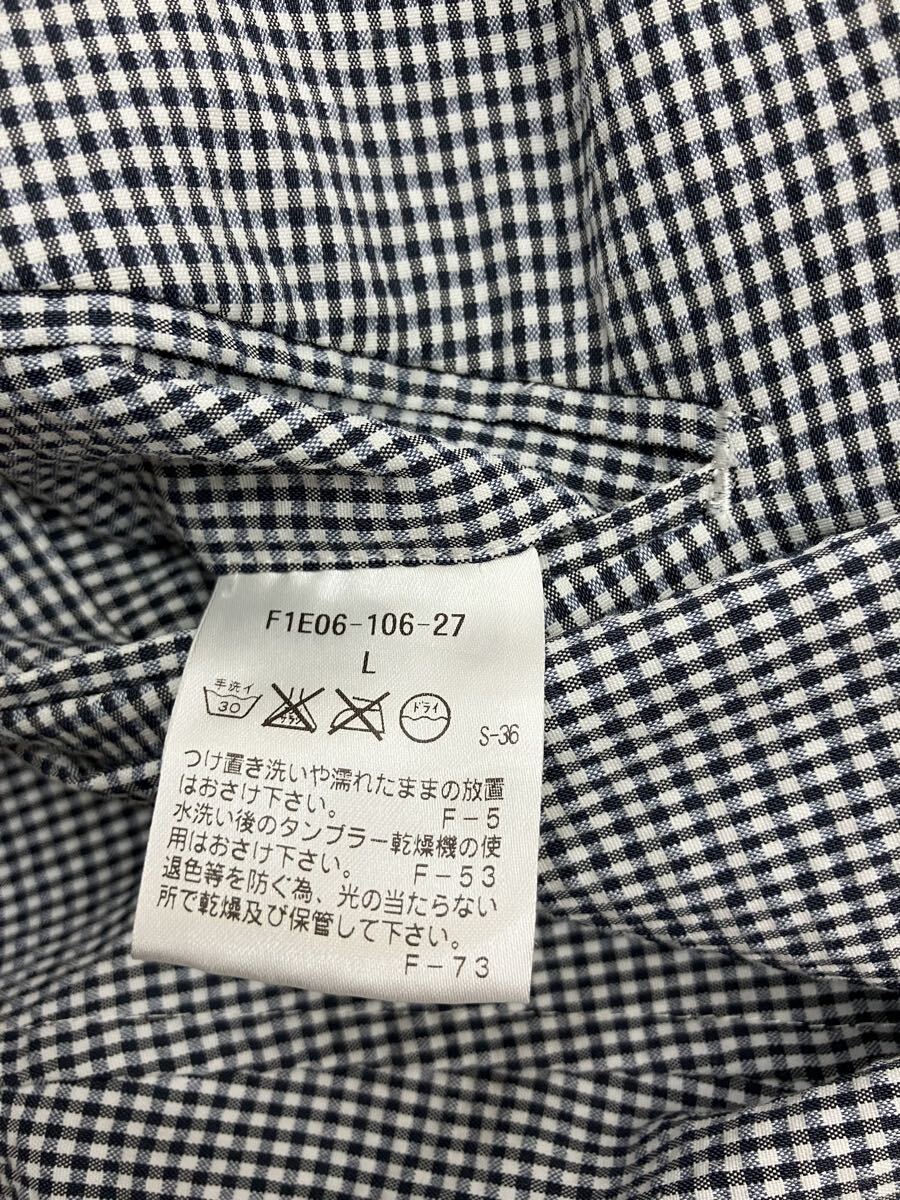 F1E06-106-27
L
手洗イ
30
ドライ
S-36
つけ置き洗いや濡れたままの放置
はおさけ下さい。 F-5
水洗い後のタンブラー乾燥機の使
用はおさけ下さい。 F-53
退色等を防ぐ為、光の当たらない
所で乾燥及び保管して下さい。
F-73